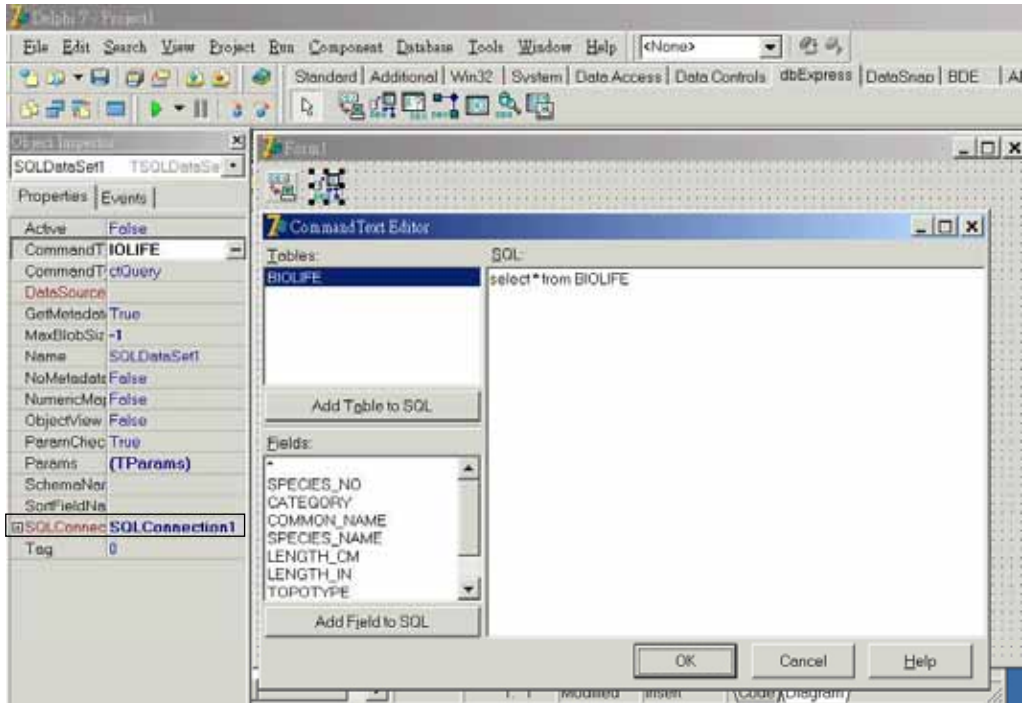 Delphi 7 - Project1
File Edit Search View Project Run Component Database Tools Window Help <None>
Standard Additional Win32 System Data Access Data Controls dbExpress DataSnap BDE
Object Inspector
SQLDataSet1 TSQLDataSe
Properties Events
Active False
CommandT IOLIFE
CommandT ctQuery
DataSource
GetMetadat True
MaxBlobSiz -1
Name SQLDataSet1
NoMetadata False
NumericMap False
ObjectView False
ParamChec True
Params (TParams)
SchemaNar
SortFieldNa
SQLConnec SQLConnection1
Tag 0
Form1
CommandText Editor
Tables:
BIOLIFE
Add Table to SQL
Fields:
*
SPECIES_NO
CATEGORY
COMMON_NAME
SPECIES_NAME
LENGTH_CM
LENGTH_IN
TOPOTYPE
Add Field to SQL
SQL:
select * from BIOLIFE
OK Cancel Help
1: 1 Modified Insert Code Diagram